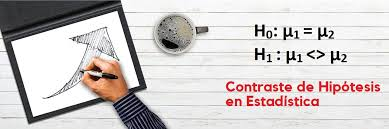 H₀: µ₁ = µ₂
H₁ : µ₁ <> µ₂
Contraste de Hipótesis
en Estadística